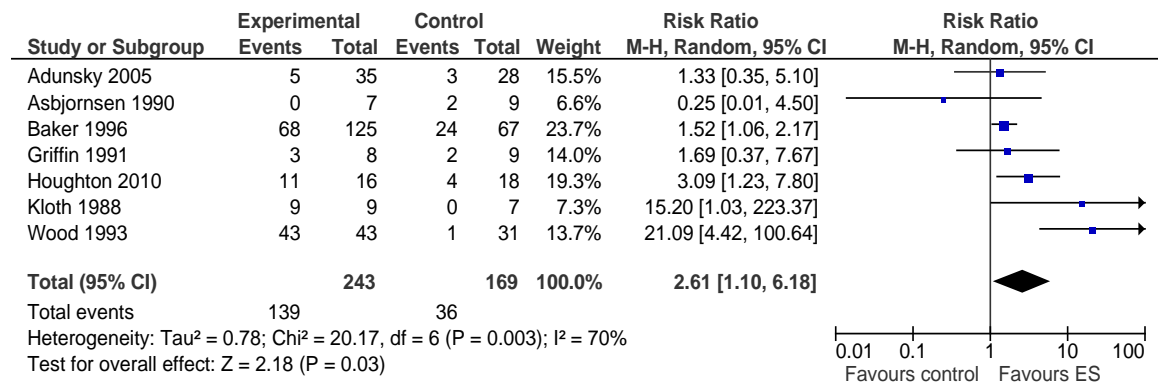 Experimental Control Risk Ratio Risk Ratio
Study or Subgroup Events Total Events Total Weight M-H, Random, 95% CI M-H, Random, 95% CI
Adunsky 2005 5 35 3 28 15.5% 1.33 [0.35, 5.10]
Asbjornsen 1990 0 7 2 9 6.6% 0.25 [0.01, 4.50]
Baker 1996 68 125 24 67 23.7% 1.52 [1.06, 2.17]
Griffin 1991 3 8 2 9 14.0% 1.69 [0.37, 7.67]
Houghton 2010 11 16 4 18 19.3% 3.09 [1.23, 7.80]
Kloth 1988 9 9 0 7 7.3% 15.20 [1.03, 223.37]
Wood 1993 43 43 1 31 13.7% 21.09 [4.42, 100.64]
Total (95% CI) 243 169 100.0% 2.61 [1.10, 6.18]
Total events 139 36
Heterogeneity: Tau² = 0.78; Chi² = 20.17, df = 6 (P = 0.003); I² = 70%
Test for overall effect: Z = 2.18 (P = 0.03)
0.01 0.1 1 10 100
Favours control Favours ES